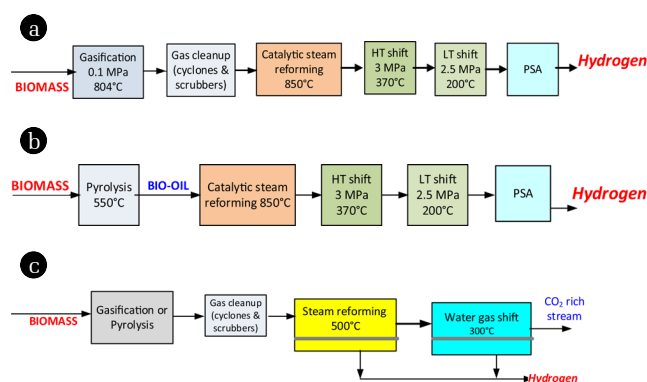 a
Gasification
0.1 MPa
804°C
Gas cleanup
(cyclones &
scrubbers)
Catalytic steam
reforming
850°C
HT shift
3 MPa
370°C
LT shift
2.5 MPa
200°C
PSA
Hydrogen
BIOMASS
b
BIOMASS
Pyrolysis
550°C
BIO-OIL
Catalytic steam
reforming 850°C
HT shift
3 MPa
370°C
LT shift
2.5 MPa
200°C
PSA
Hydrogen
c
BIOMASS
Gasification or
Pyrolysis
Gas cleanup
(cyclones &
scrubbers)
Steam reforming
500°C
Water gas shift
300°C
CO₂ rich
stream
Hydrogen